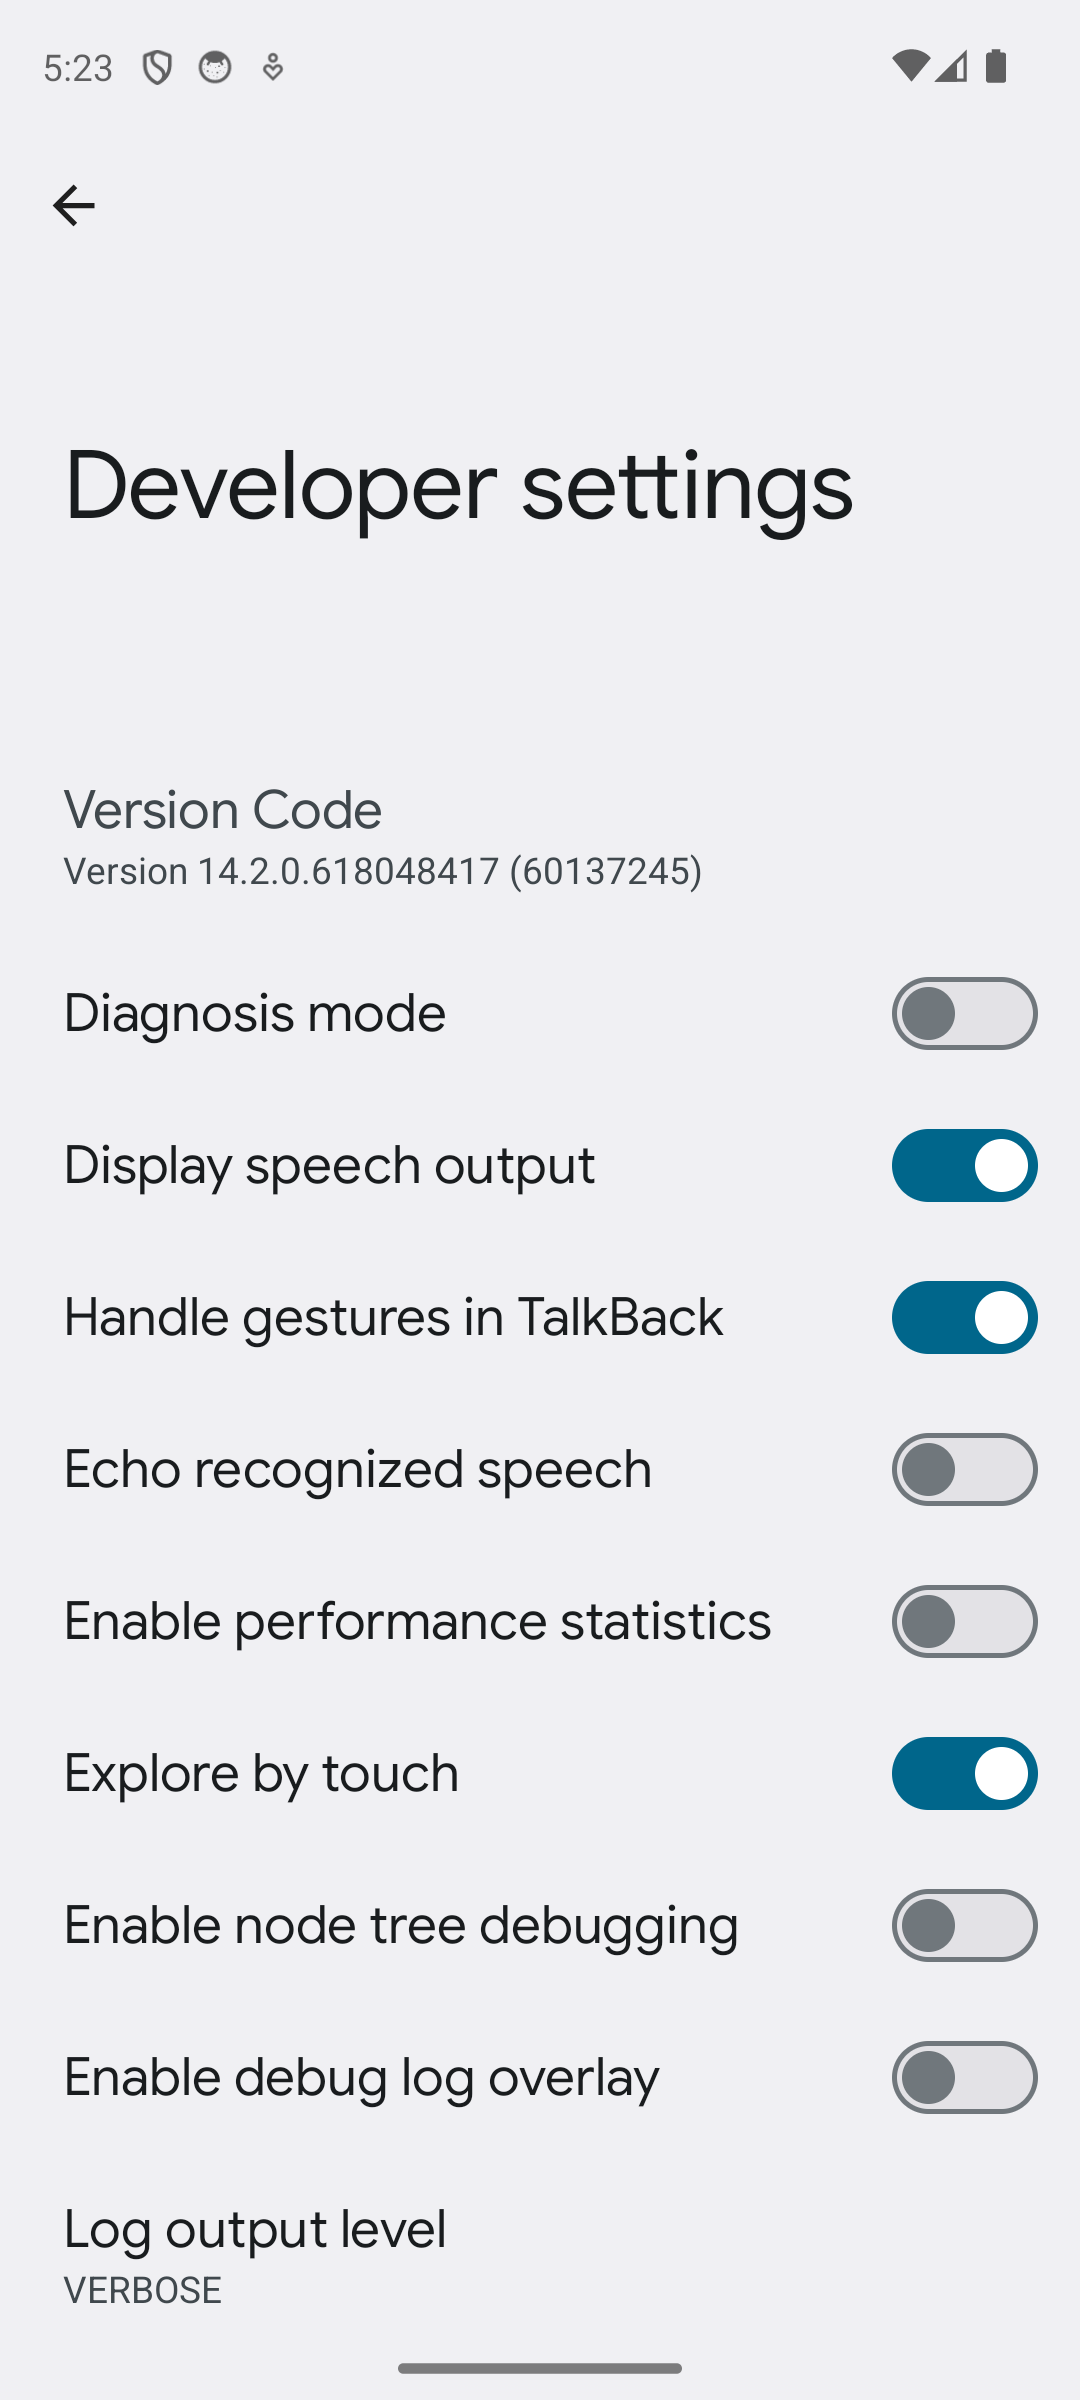 5:23
Developer settings
Version Code
Version 14.2.0.618048417 (60137245)
Diagnosis mode
Display speech output
Handle gestures in TalkBack
Echo recognized speech
Enable performance statistics
Explore by touch
Enable node tree debugging
Enable debug log overlay
Log output level
VERBOSE